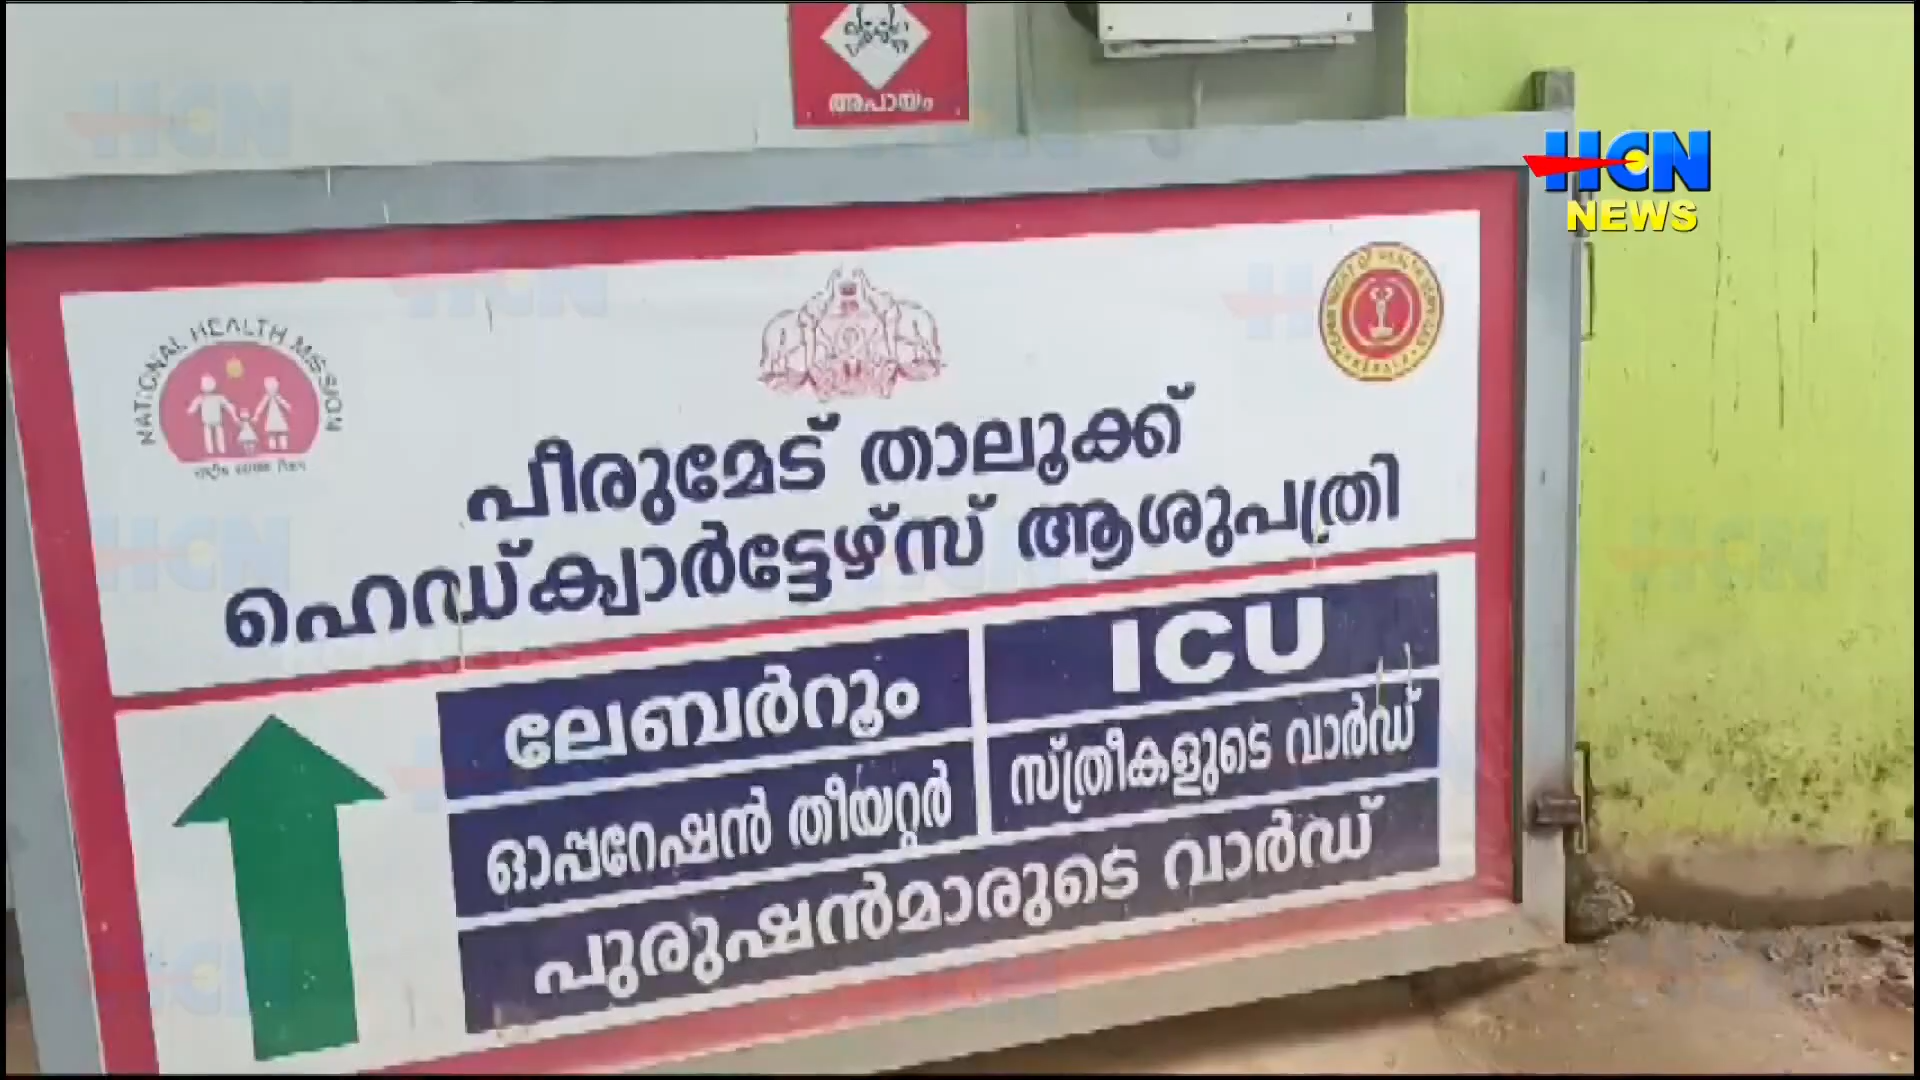 അപായം
HCN
NEWS
NATIONAL HEALTH MISSION
പീരുമേട് താലൂക്ക്
ഹെഡ്ക്വാർട്ടേഴ്സ് ആശുപത്രി
ലേബർറൂം
ICU
ഓപ്പറേഷൻ തീയറ്റർ
സ്ത്രീകളുടെ വാർഡ്
പുരുഷൻമാരുടെ വാർഡ്